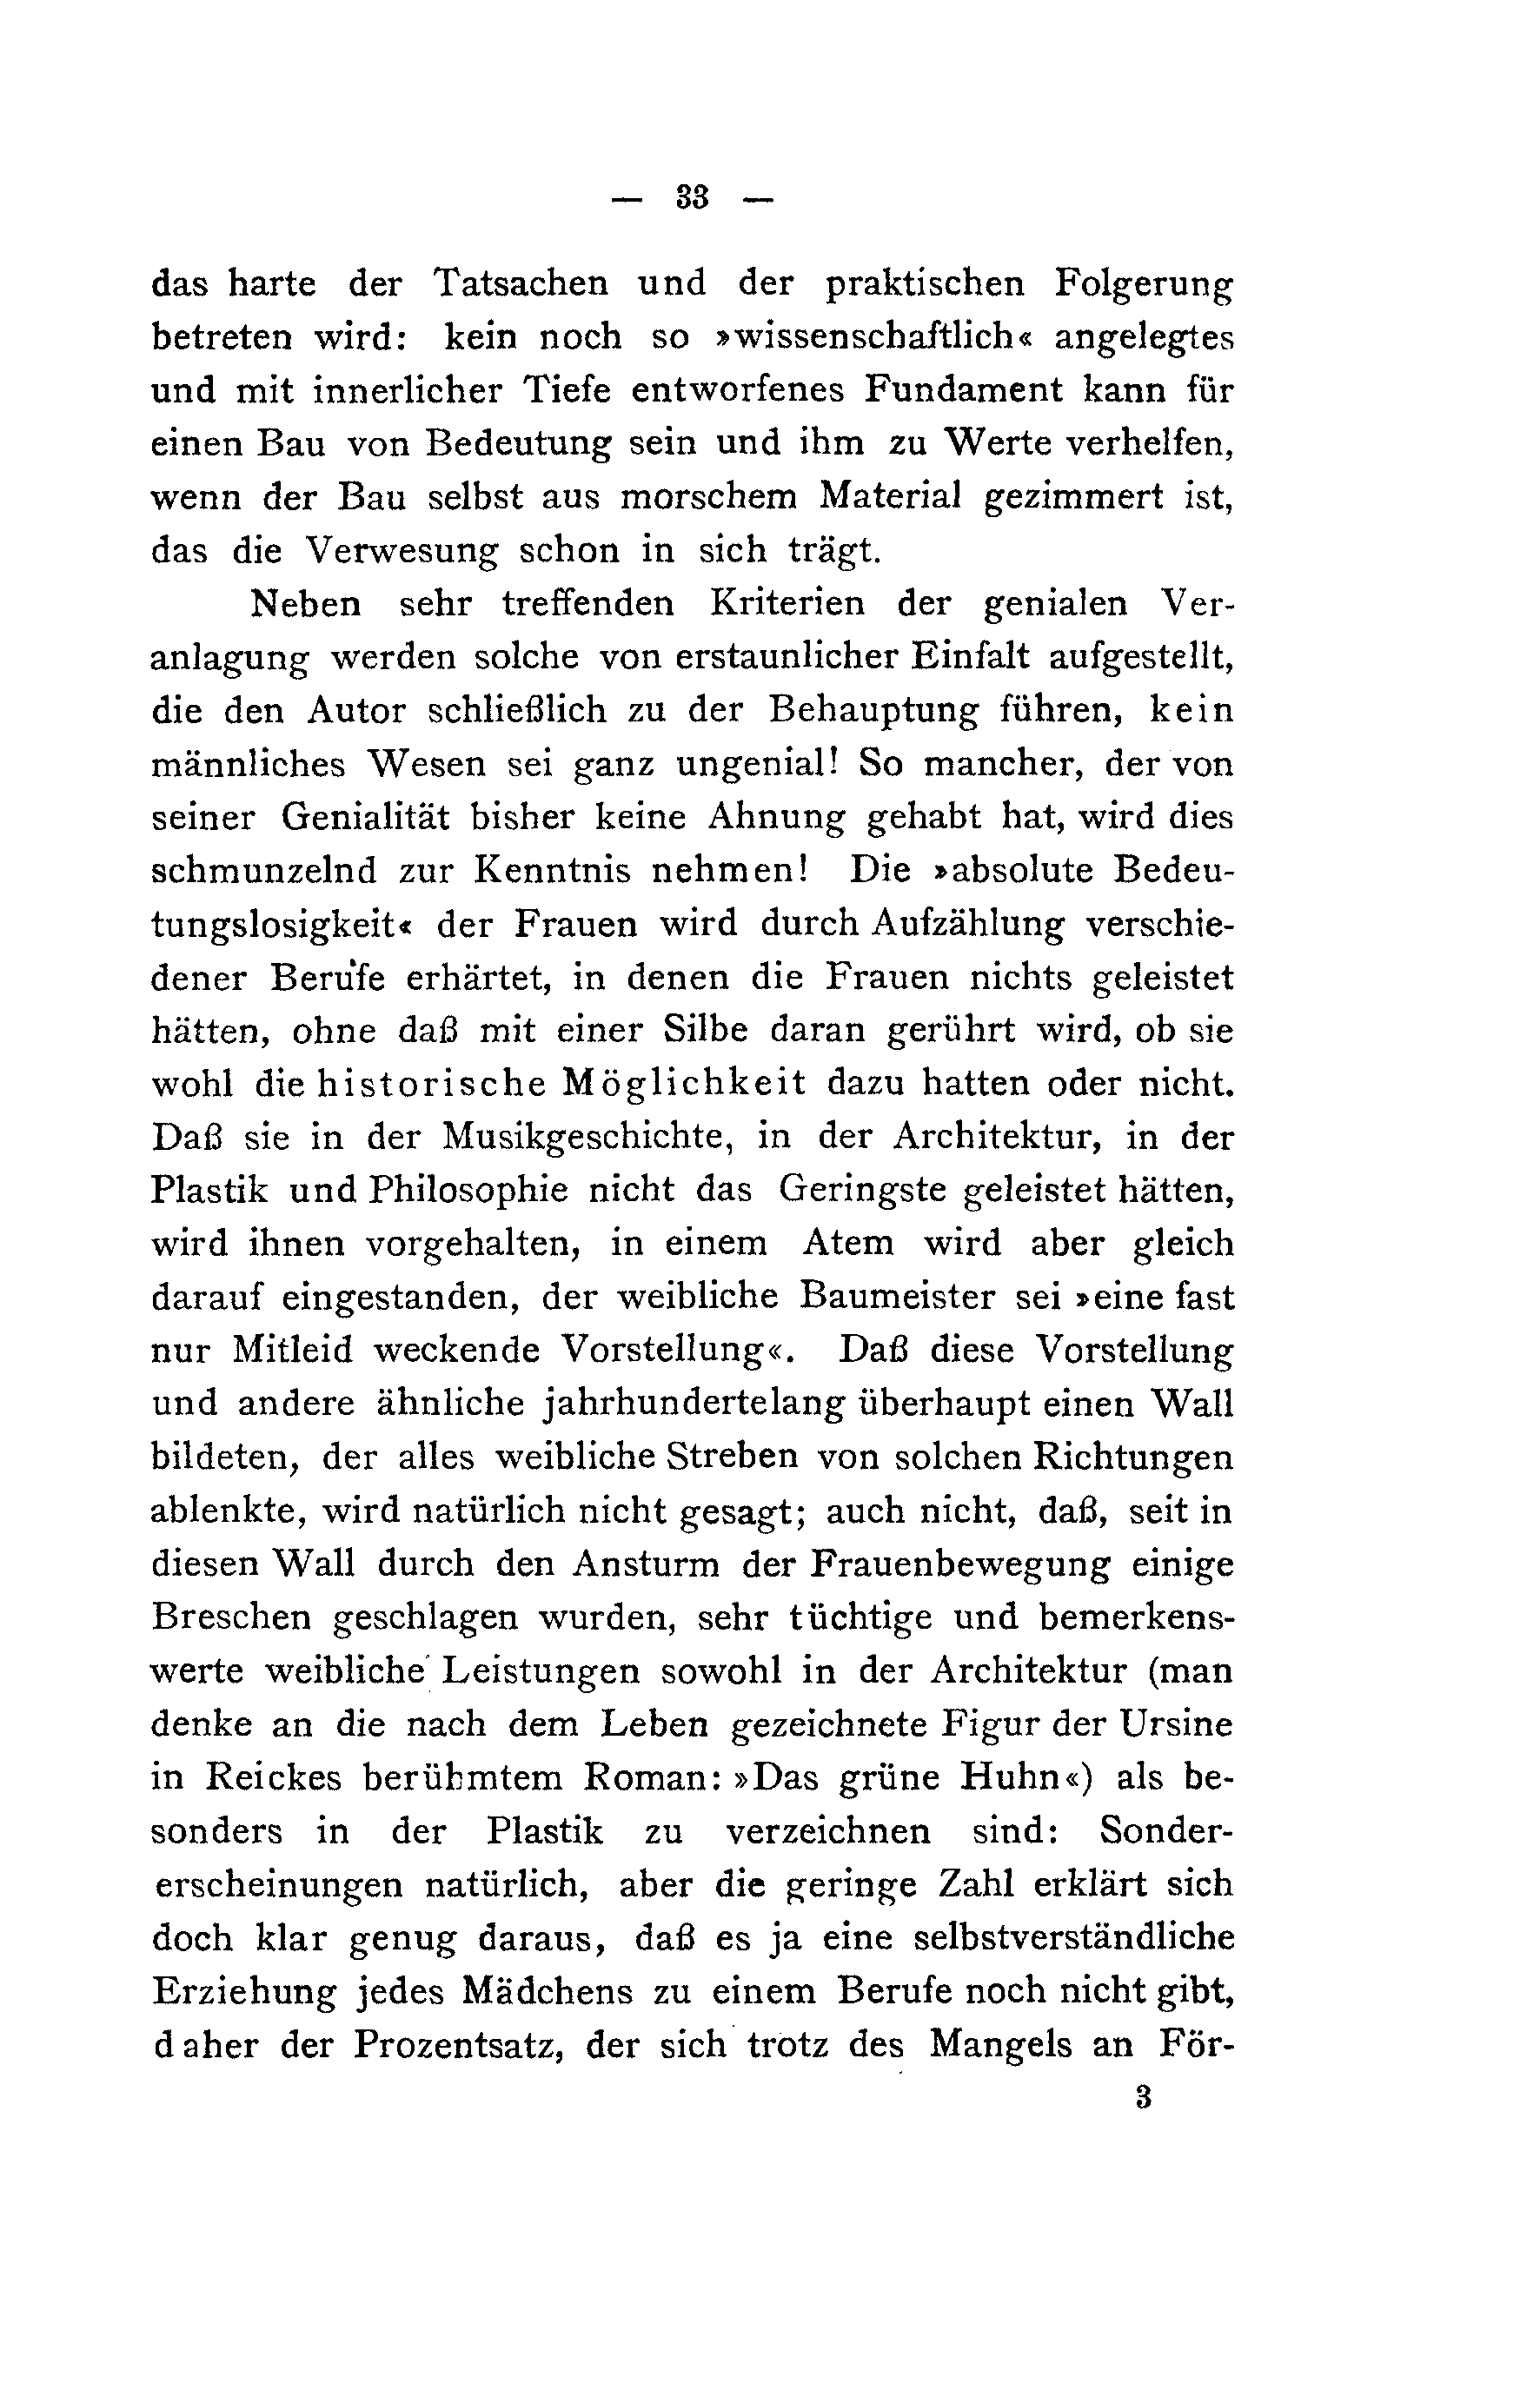 — 33 —
das harte der Tatsachen und der praktischen Folgerung
betreten wird: kein noch so »wissenschaftlich« angelegtes
und mit innerlicher Tiefe entworfenes Fundament kann für
einen Bau von Bedeutung sein und ihm zu Werte verhelfen,
wenn der Bau selbst aus morschem Material gezimmert ist,
das die Verwesung schon in sich trägt.
Neben sehr treffenden Kriterien der genialen Ver-
anlagung werden solche von erstaunlicher Einfalt aufgestellt,
die den Autor schließlich zu der Behauptung führen, kein
männliches Wesen sei ganz ungenial! So mancher, der von
seiner Genialität bisher keine Ahnung gehabt hat, wird dies
schmunzelnd zur Kenntnis nehmen! Die »absolute Bedeu-
tungslosigkeit« der Frauen wird durch Aufzählung verschie-
dener Berufe erhärtet, in denen die Frauen nichts geleistet
hätten, ohne daß mit einer Silbe daran gerührt wird, ob sie
wohl die historische Möglichkeit dazu hatten oder nicht.
Daß sie in der Musikgeschichte, in der Architektur, in der
Plastik und Philosophie nicht das Geringste geleistet hätten,
wird ihnen vorgehalten, in einem Atem wird aber gleich
darauf eingestanden, der weibliche Baumeister sei »eine fast
nur Mitleid weckende Vorstellung«. Daß diese Vorstellung
und andere ähnliche jahrhundertelang überhaupt einen Wall
bildeten, der alles weibliche Streben von solchen Richtungen
ablenkte, wird natürlich nicht gesagt; auch nicht, daß, seit in
diesen Wall durch den Ansturm der Frauenbewegung einige
Breschen geschlagen wurden, sehr tüchtige und bemerkens-
werte weibliche Leistungen sowohl in der Architektur (man
denke an die nach dem Leben gezeichnete Figur der Ursine
in Reickes berühmtem Roman: »Das grüne Huhn«) als be-
sonders in der Plastik zu verzeichnen sind: Sonder-
erscheinungen natürlich, aber die geringe Zahl erklärt sich
doch klar genug daraus, daß es ja eine selbstverständliche
Erziehung jedes Mädchens zu einem Berufe noch nicht gibt,
daher der Prozentsatz, der sich trotz des Mangels an För-
3